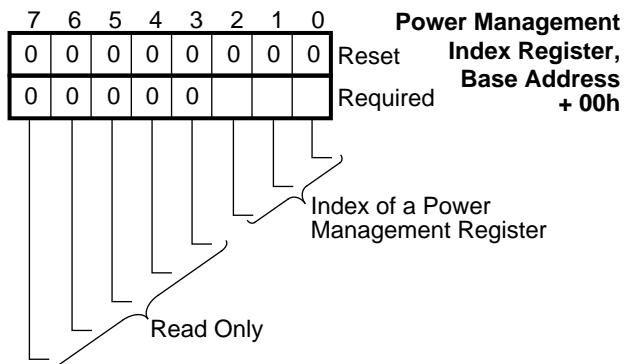 7 6 5 4 3 2 1 0
Power Management
Index Register,
Base Address
+ 00h
0 0 0 0 0 0 0 0 Reset
0 0 0 0 0 Required
Index of a Power
Management Register
Read Only